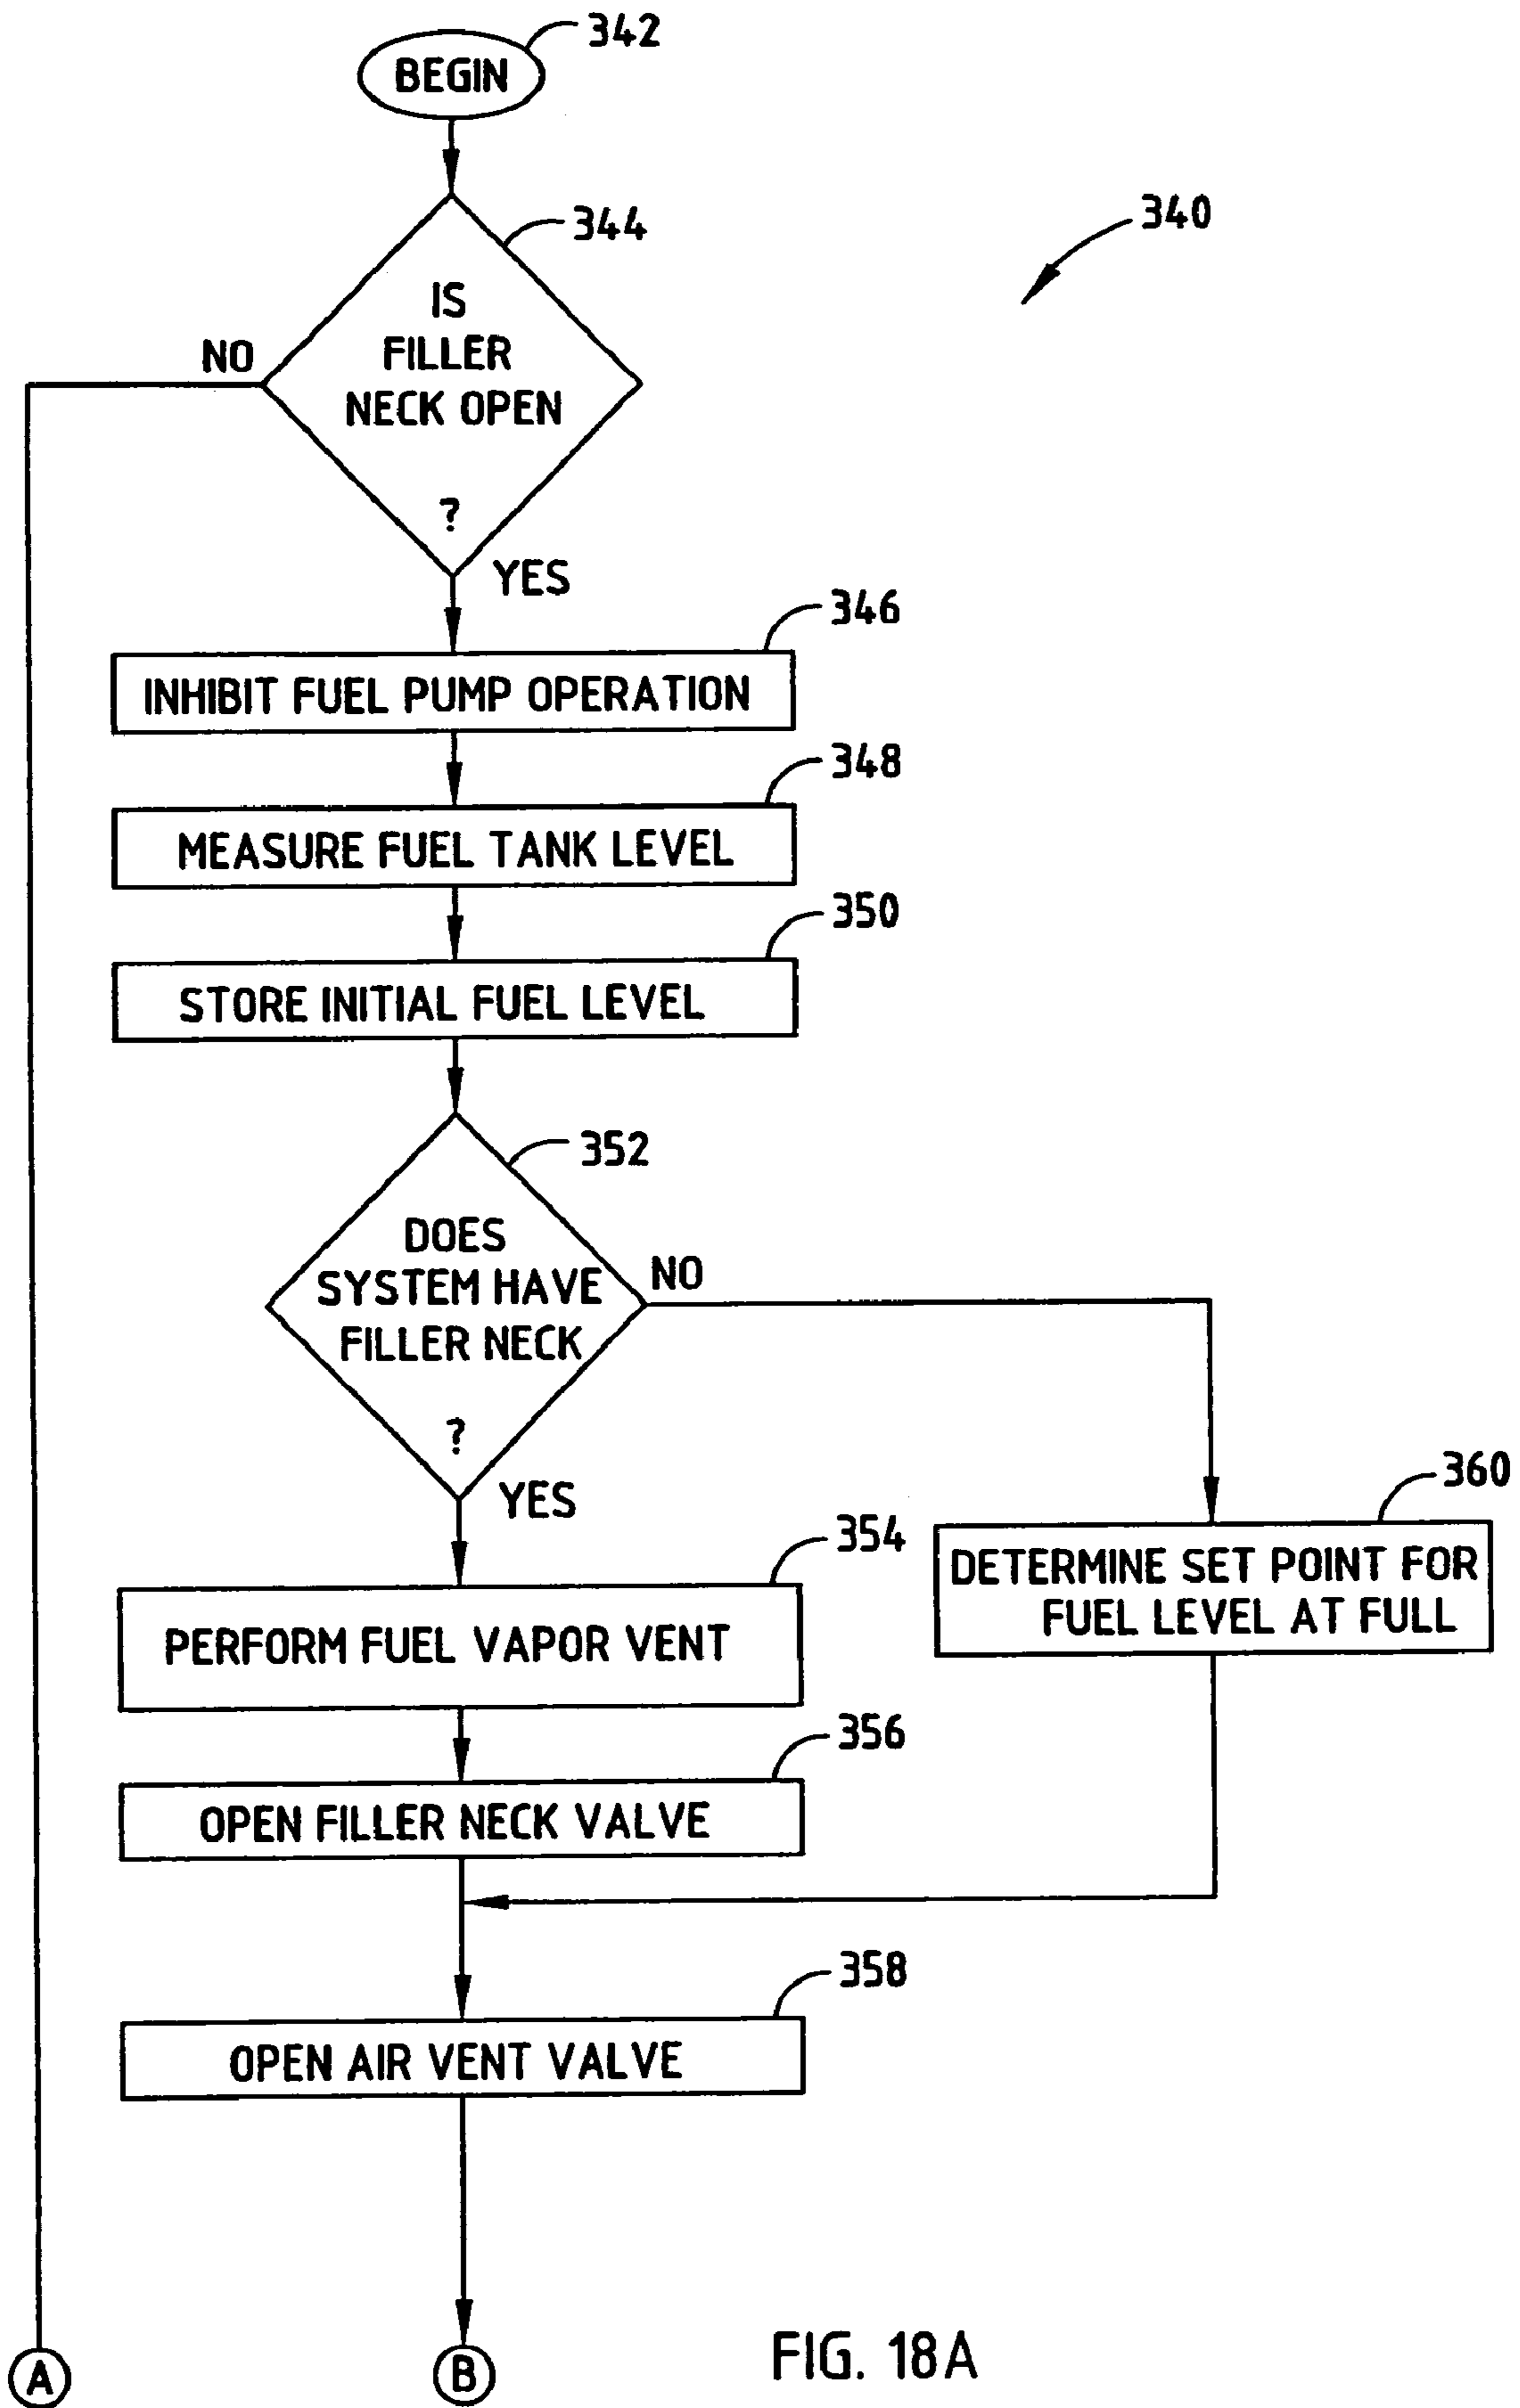 342
BEGIN
344
340
IS
FILLER
NECK OPEN
?
NO
YES
346
INHIBIT FUEL PUMP OPERATION
348
MEASURE FUEL TANK LEVEL
350
STORE INITIAL FUEL LEVEL
352
DOES
SYSTEM HAVE
FILLER NECK
?
NO
YES
354
PERFORM FUEL VAPOR VENT
360
DETERMINE SET POINT FOR
FUEL LEVEL AT FULL
356
OPEN FILLER NECK VALVE
358
OPEN AIR VENT VALVE
A
B
FIG. 18A